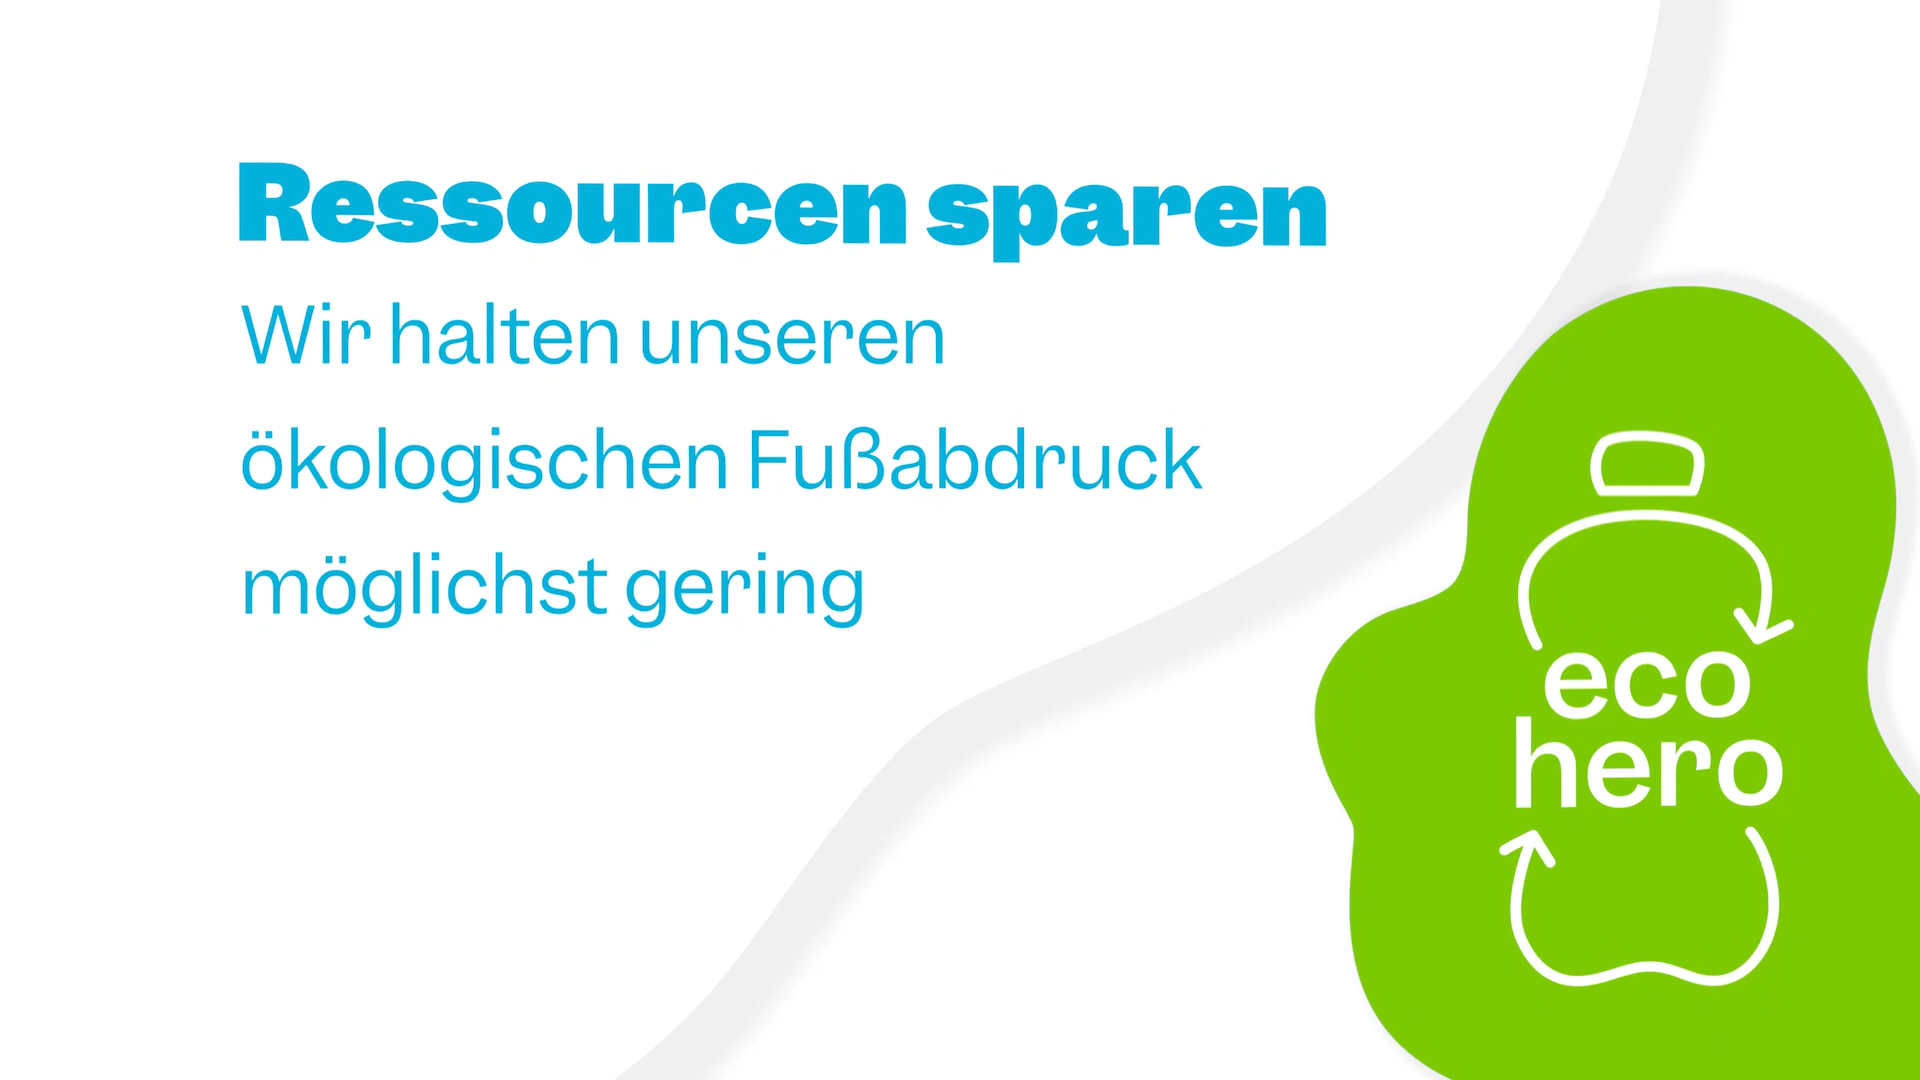 Ressourcen sparen
Wir halten unseren
ökologischen Fußabdruck
möglichst gering
eco
hero